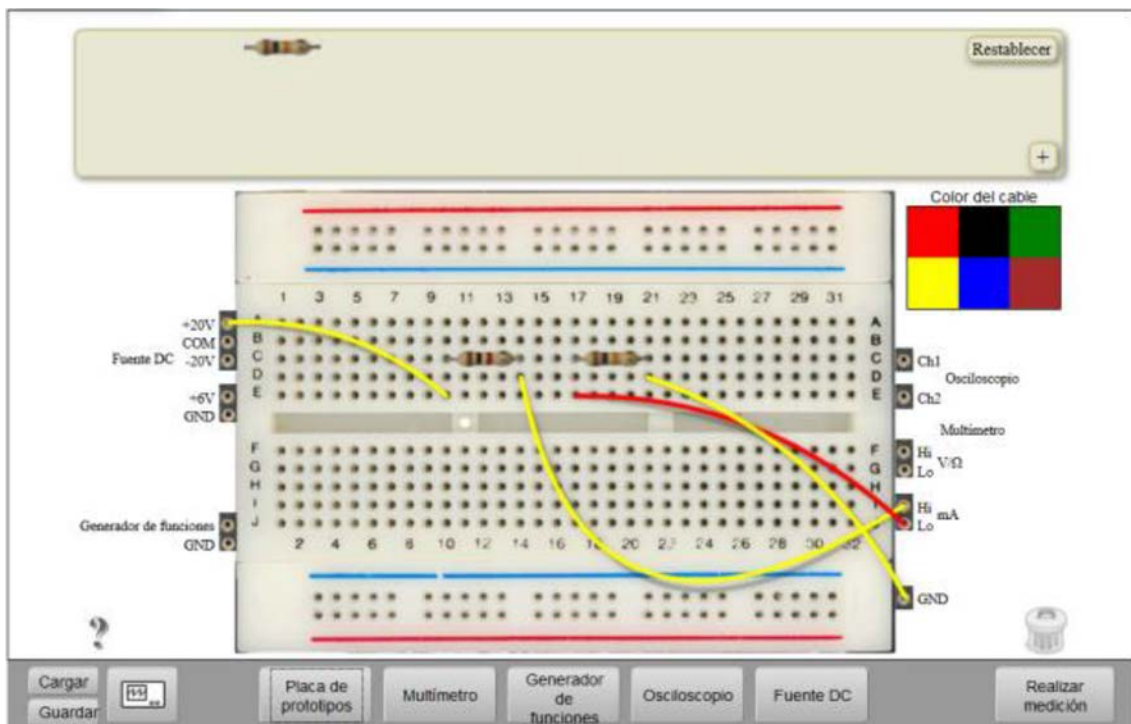 Restablecer
+
Color del cable
1 3 5 7 9 11 13 15 17 19 21 23 25 27 29 31
A A
+20V
B B
COM
Fuente DC
C C
-20V
Ch1
D D
Osciloscopio
+6V
E E
Ch2
GND
Multímetro
F F
Hi
G G
Lo
V/Ω
H H
I
Hi
mA
Generador de funciones
J
Lo
GND
2 4 6 8 10 12 14 16 18 20 22 24 26 28 30 32
GND
?
Cargar
Guardar
Placa de
prototipos
Multímetro
Generador
de
funciones
Osciloscopio
Fuente DC
Realizar
medición